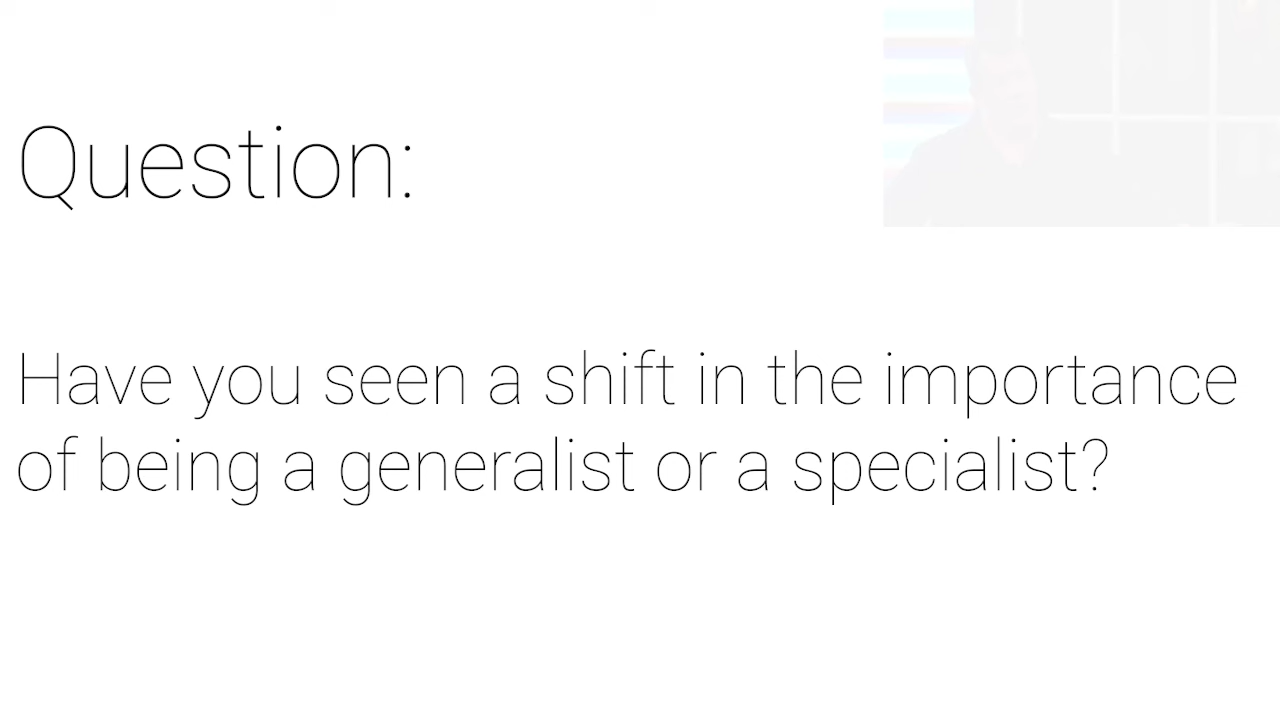 Question:
Have you seen a shift in the importance
of being a generalist or a specialist?